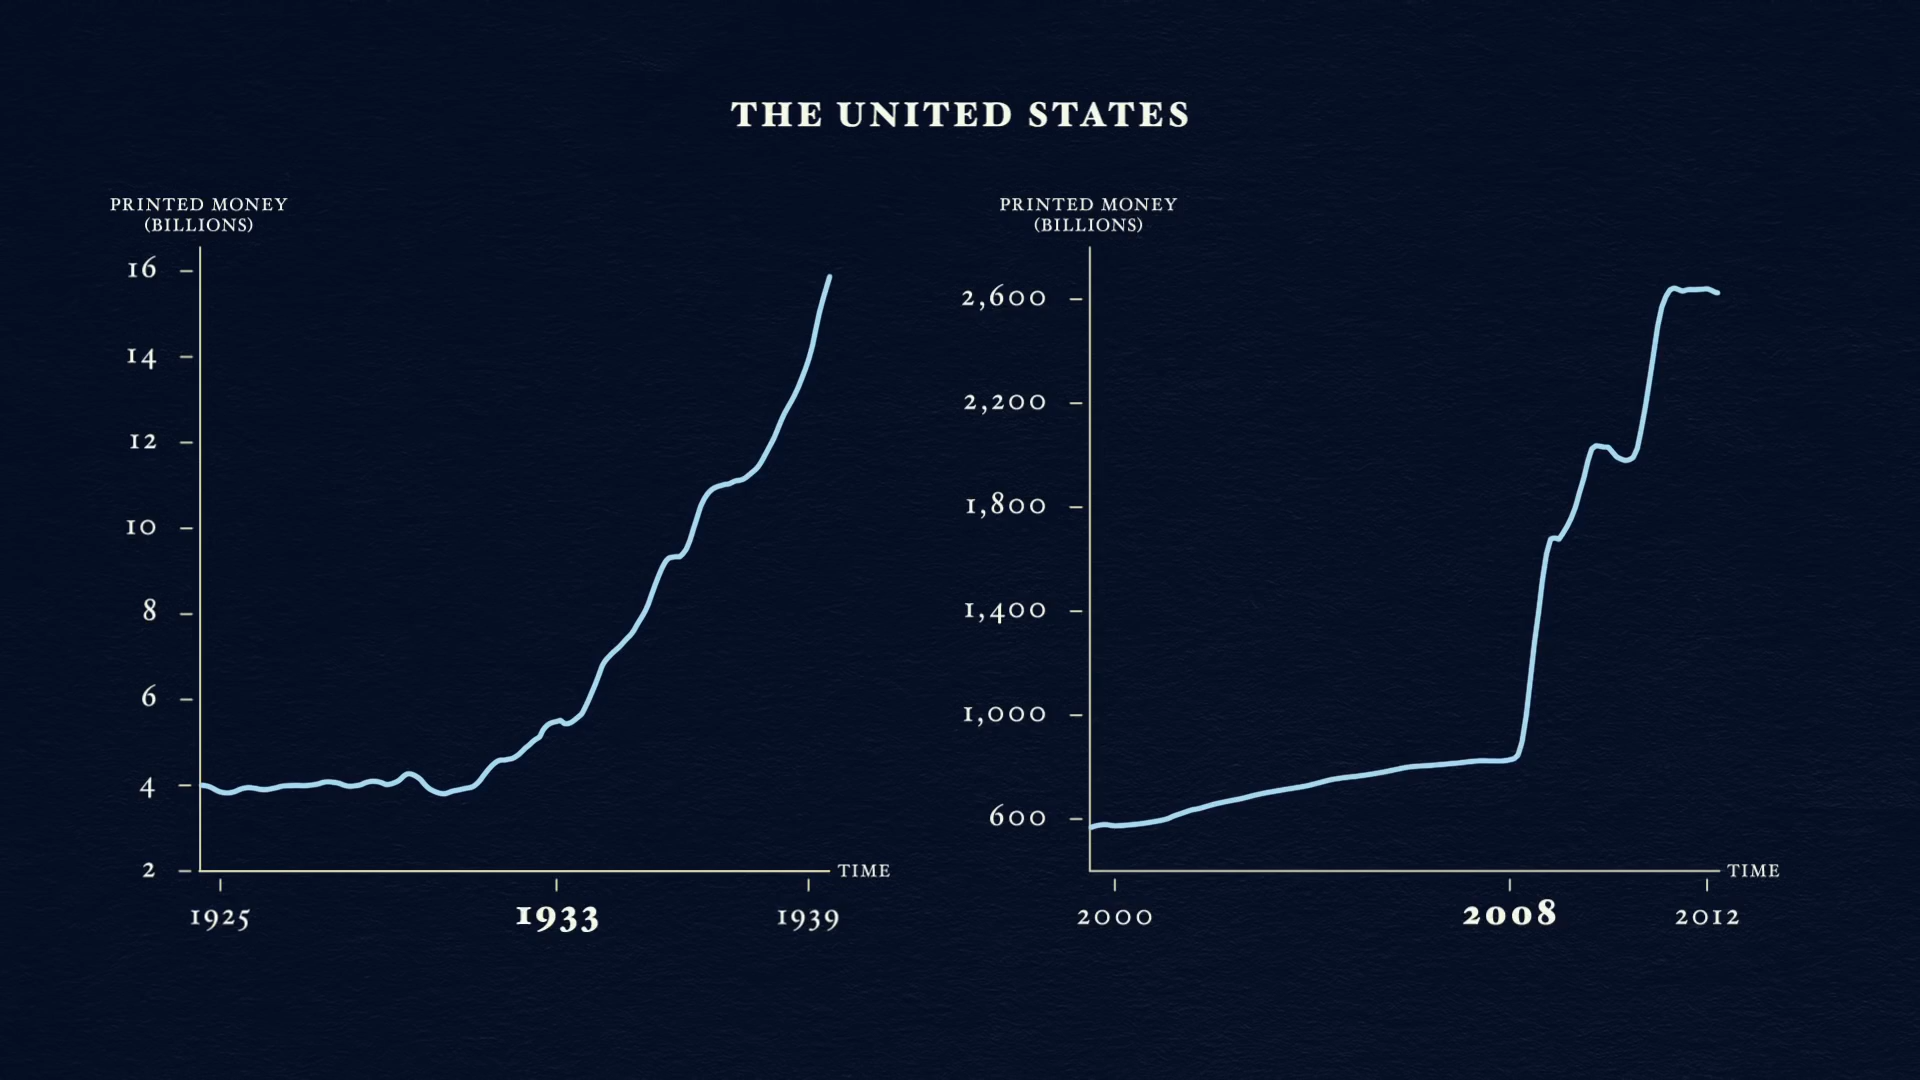 THE UNITED STATES
PRINTED MONEY
(BILLIONS)
16
14
12
10
8
6
4
2
1925
1933
1939
TIME
PRINTED MONEY
(BILLIONS)
2,600
2,200
1,800
1,400
1,000
600
2000
2008
2012
TIME